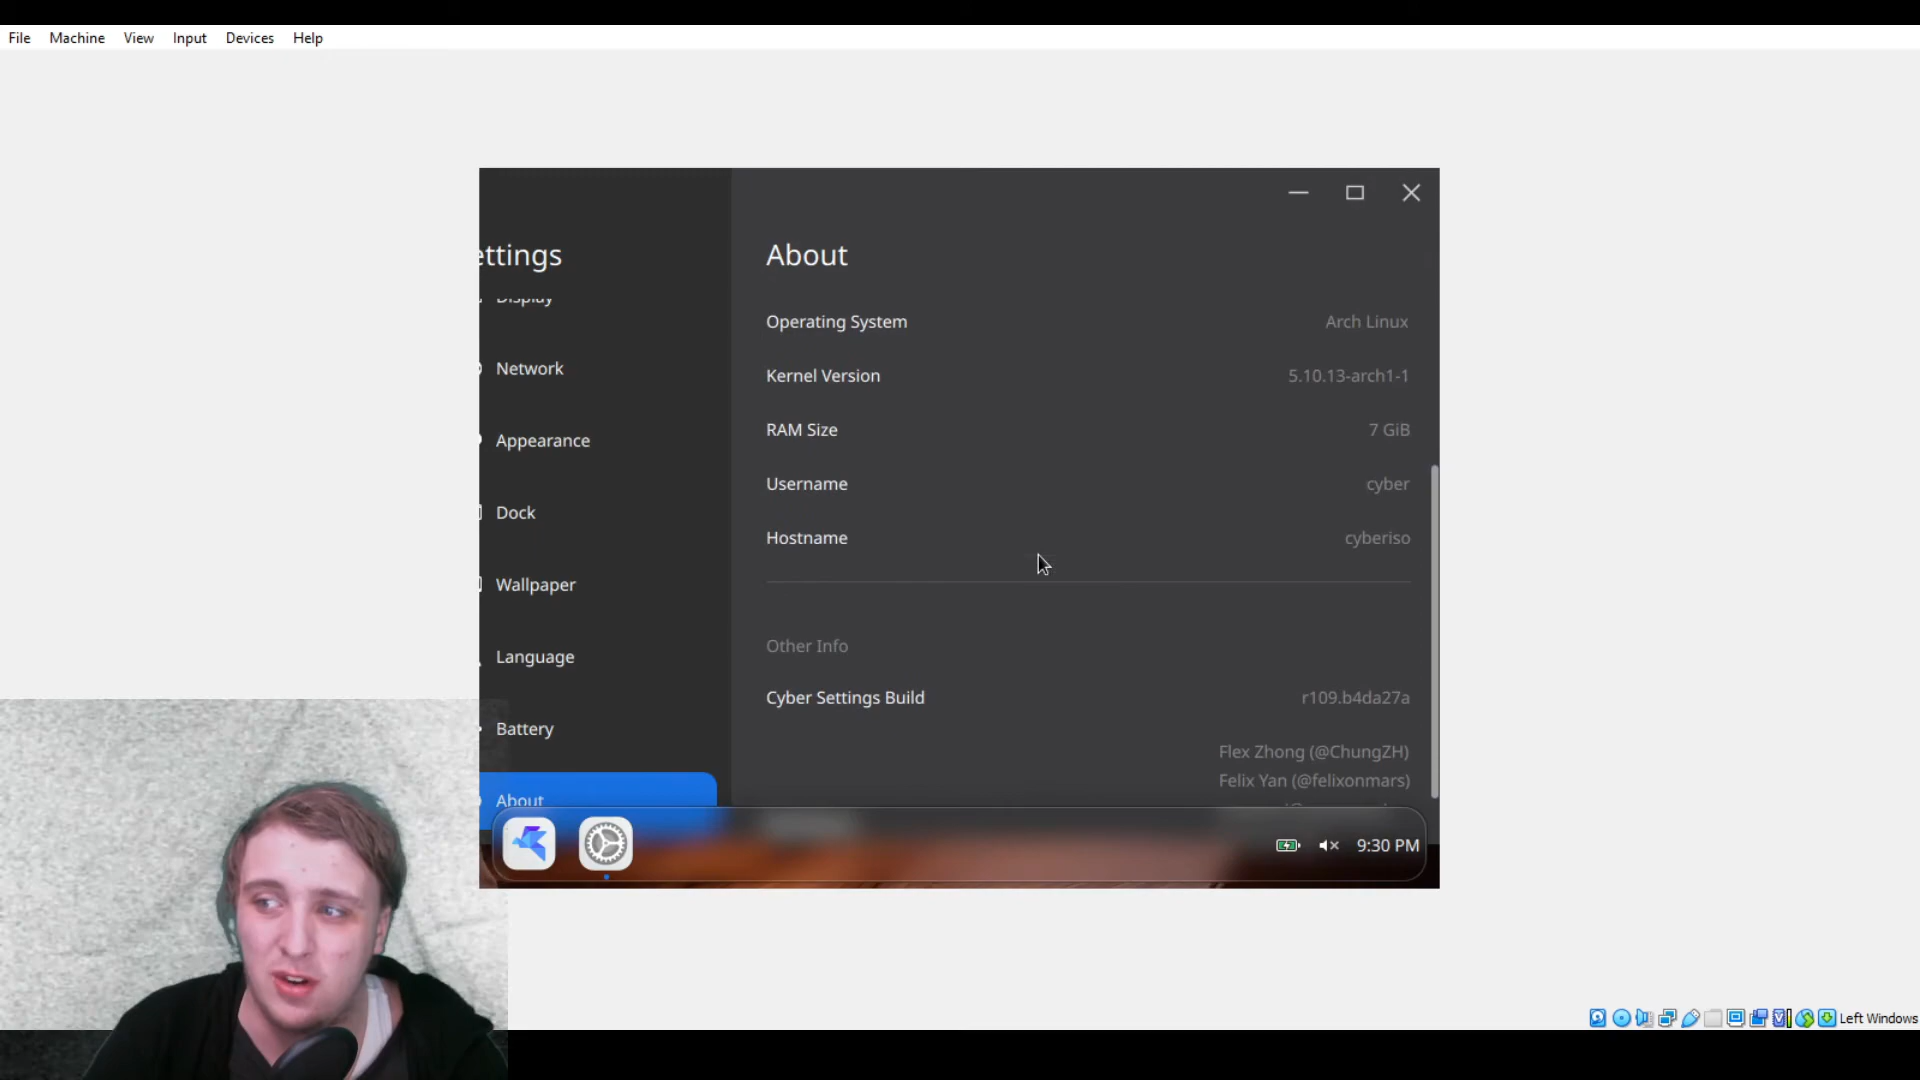 File Machine View Input Devices Help
ettings
Display
Network
Appearance
Dock
Wallpaper
Language
Battery
About
About
Operating System Arch Linux
Kernel Version 5.10.13-arch1-1
RAM Size 7 GiB
Username cyber
Hostname cyberiso
Other Info
Cyber Settings Build r109.b4da27a
Flex Zhong (@ChungZH)
Felix Yan (@felixonmars)
9:30 PM
Left Windows